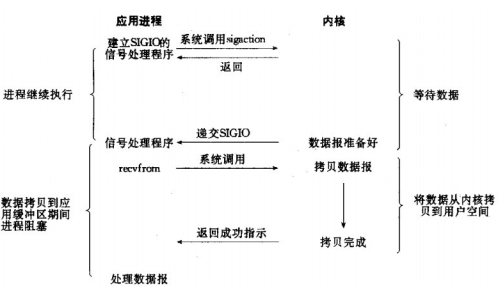 应用进程
内核
建立SIGIO的
信号处理程序
系统调用sigaction
返回
进程继续执行
等待数据
信号处理程序
递交SIGIO
数据报准备好
recvfrom
系统调用
拷贝数据报
数据拷贝到应
用缓冲区期间
进程阻塞
将数据从内核拷
贝到用户空间
返回成功指示
拷贝完成
处理数据报